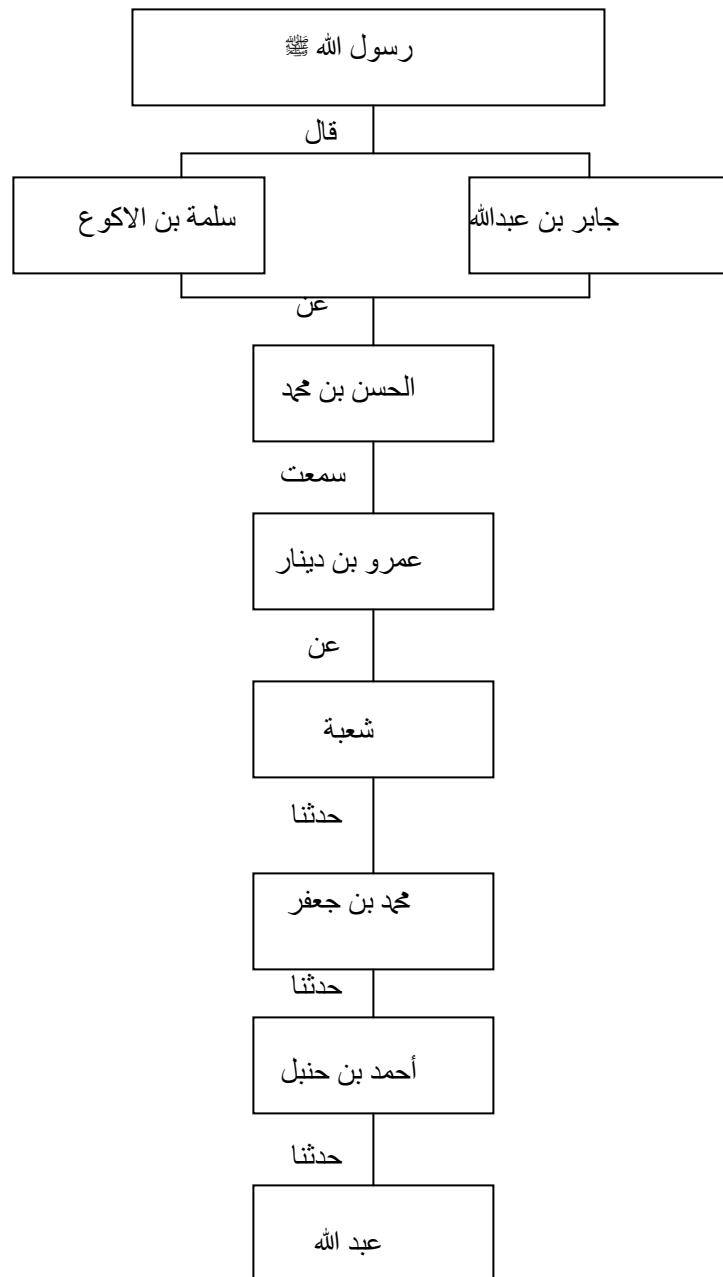 رسول الله ﷺ
قال
جابر بن عبدالله
سلمة بن الاكوع
عن
الحسن بن محمد
سمعت
عمرو بن دينار
عن
شعبة
حدثنا
محمد بن جعفر
حدثنا
أحمد بن حنبل
حدثنا
عبد الله